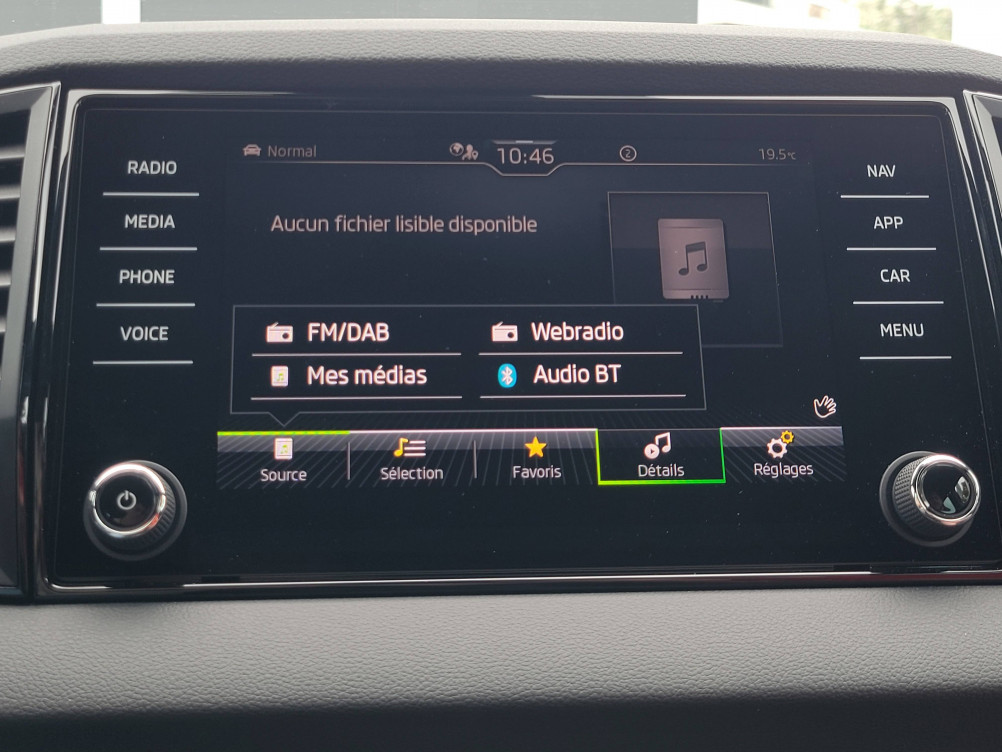 Normal
10:46
2
19.5°C
RADIO
MEDIA
PHONE
VOICE
NAV
APP
CAR
MENU
Aucun fichier lisible disponible
FM/DAB
Webradio
Mes médias
Audio BT
Source
Sélection
Favoris
Détails
Réglages